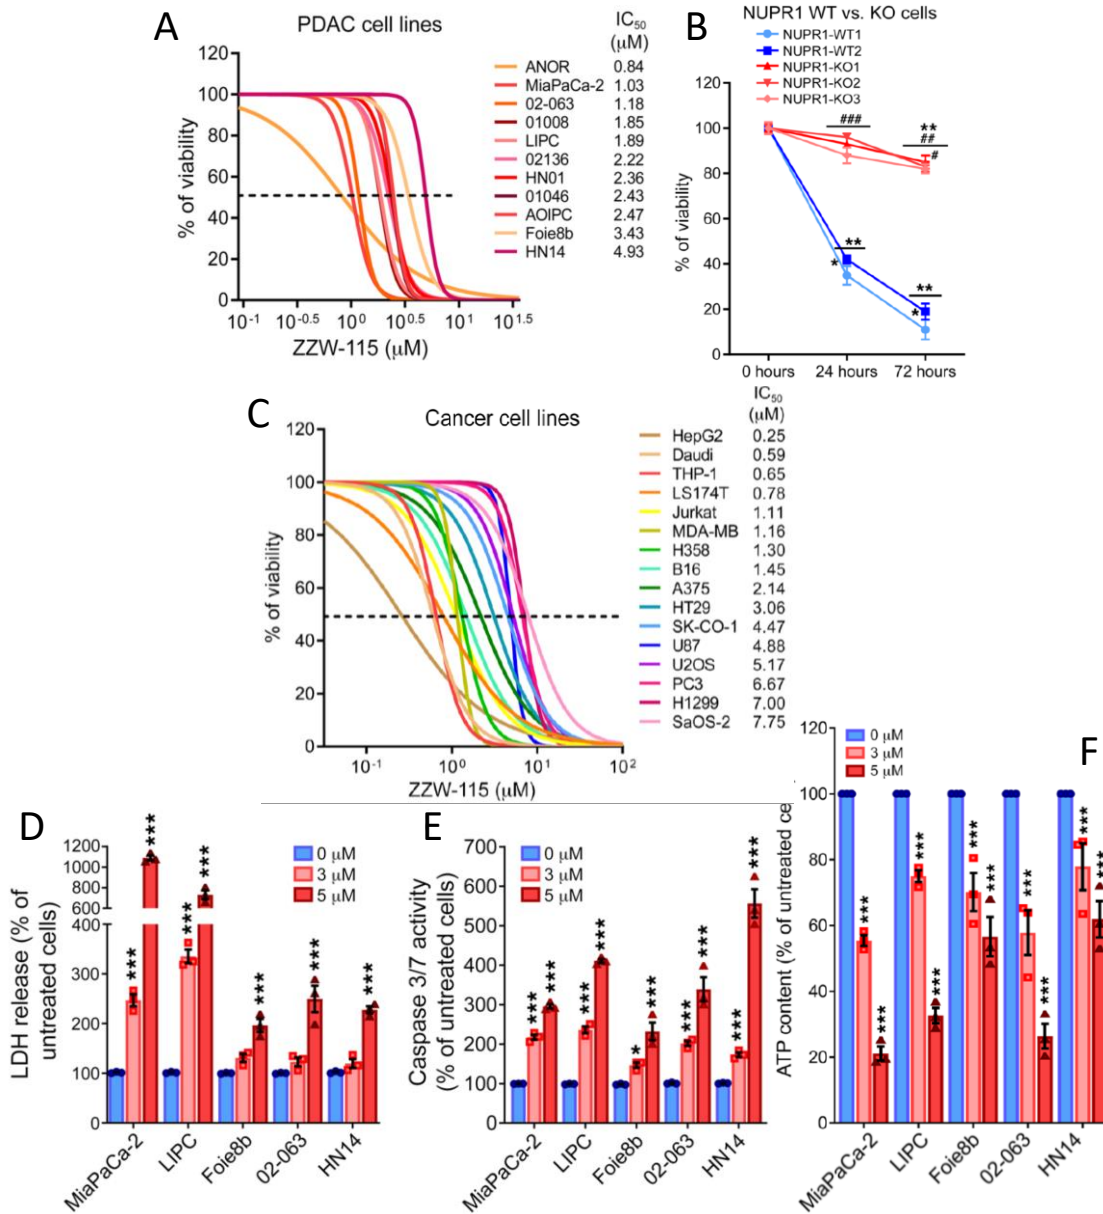 A
PDAC cell lines
IC50
(μM)
ANOR 0.84
MiaPaCa-2 1.03
02-063 1.18
01008 1.85
LIPC 1.89
02136 2.22
HN01 2.36
01046 2.43
AOIPC 2.47
Foie8b 3.43
HN14 4.93
% of viability
120
100
80
60
40
20
0
10-1 10-0.5 100 100.5 101 101.5
ZZW-115 (μM)
B
NUPR1 WT vs. KO cells
NUPR1-WT1
NUPR1-WT2
NUPR1-KO1
NUPR1-KO2
NUPR1-KO3
% of viability
120
100
80
60
40
20
0
###
**
##
#
**
*
**
*
0 hours 24 hours 72 hours
C
Cancer cell lines
IC50
(μM)
HepG2 0.25
Daudi 0.59
THP-1 0.65
LS174T 0.78
Jurkat 1.11
MDA-MB 1.16
H358 1.30
B16 1.45
A375 2.14
HT29 3.06
SK-CO-1 4.47
U87 4.88
U2OS 5.17
PC3 6.67
H1299 7.00
SaOS-2 7.75
% of viability
120
100
80
60
40
20
0
10-1 100 101 102
ZZW-115 (μM)
D
LDH release (% of
untreated cells)
1200
1000
800
600
400
300
200
100
0
0 μM
3 μM
5 μM
*** *** *** *** *** *** ***
MiaPaCa-2 LIPC Foie8b 02-063 HN14
E
Caspase 3/7 activity
(% of untreated cells)
700
600
500
400
300
200
100
0
0 μM
3 μM
5 μM
*** *** *** *** * *** *** *** *** ***
MiaPaCa-2 LIPC Foie8b 02-063 HN14
F
ATP content (% of untreated ce
120
100
80
60
40
20
0
0 μM
3 μM
5 μM
*** *** *** *** *** *** *** *** *** ***
MiaPaCa-2 LIPC Foie8b 02-063 HN14